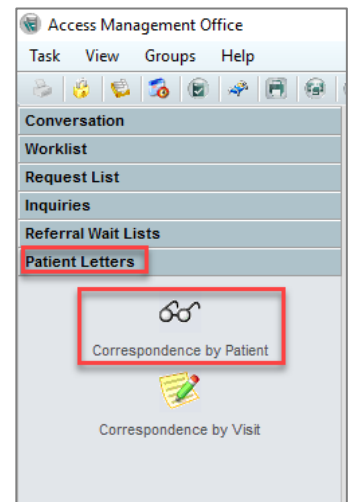 Access Management Office
Task View Groups Help
Conversation
Worklist
Request List
Inquiries
Referral Wait Lists
Patient Letters
Correspondence by Patient
Correspondence by Visit